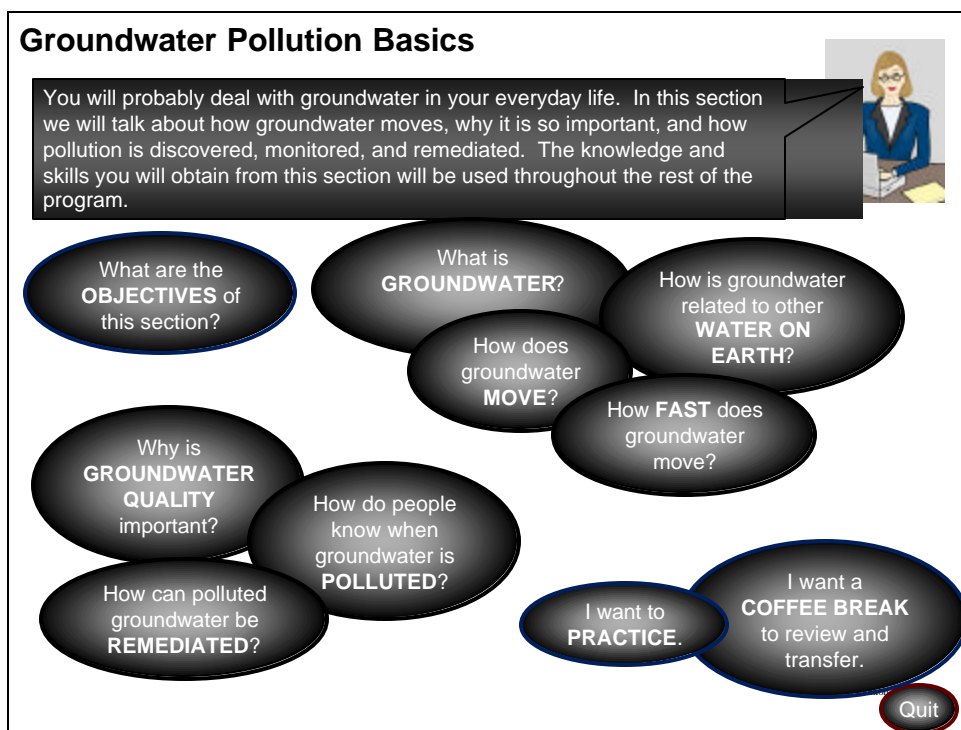 Groundwater Pollution Basics
You will probably deal with groundwater in your everyday life. In this section
we will talk about how groundwater moves, why it is so important, and how
pollution is discovered, monitored, and remediated. The knowledge and
skills you will obtain from this section will be used throughout the rest of the
program.
What are the
OBJECTIVES of
this section?
What is
GROUNDWATER?
How is groundwater
related to other
WATER ON
EARTH?
How does
groundwater
MOVE?
How FAST does
groundwater
move?
Why is
GROUNDWATER
QUALITY
important?
How do people
know when
groundwater is
POLLUTED?
How can polluted
groundwater be
REMEDIATED?
I want to
PRACTICE.
I want a
COFFEE BREAK
to review and
transfer.
Quit